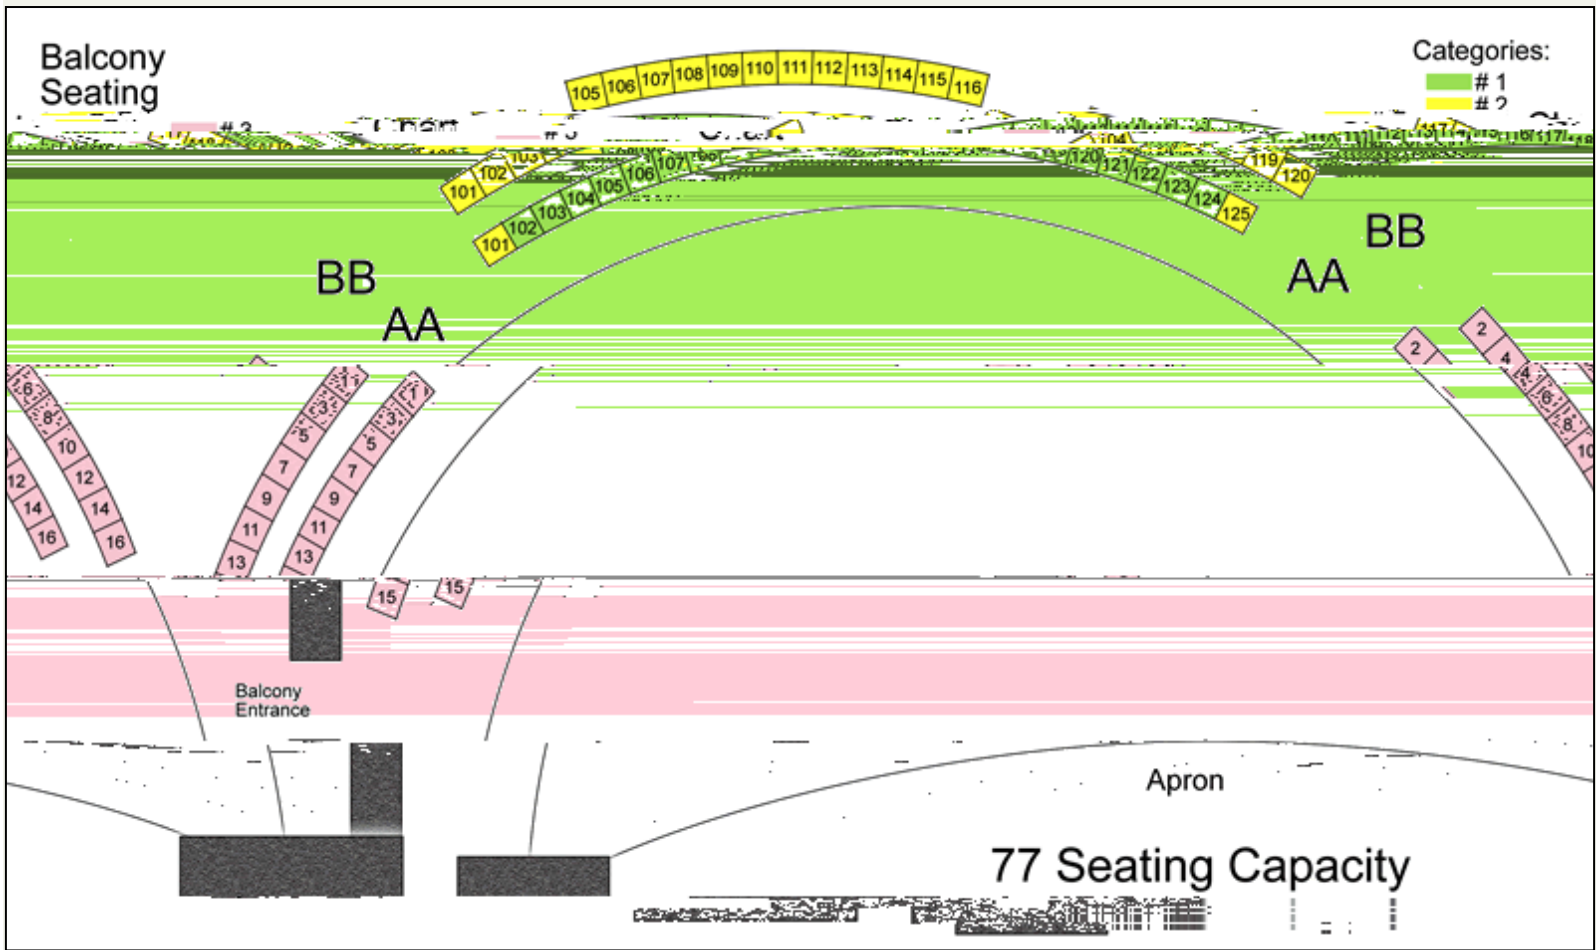 Balcony
Seating
Categories:
# 1
# 2
105 106 107 108 109 110 111 112 113 114 115 116
101 102 103
119 120
101 102 103 104 105 106 107
120 121 122 123 124 125
BB
AA
BB
AA
2
2 4
6 8 10 12 14 16
12 14 16
1 3 5 7 9 11 13
1 3 5 7 9 11 13
4 6 8 10
15
15
Balcony
Entrance
Apron
77 Seating Capacity